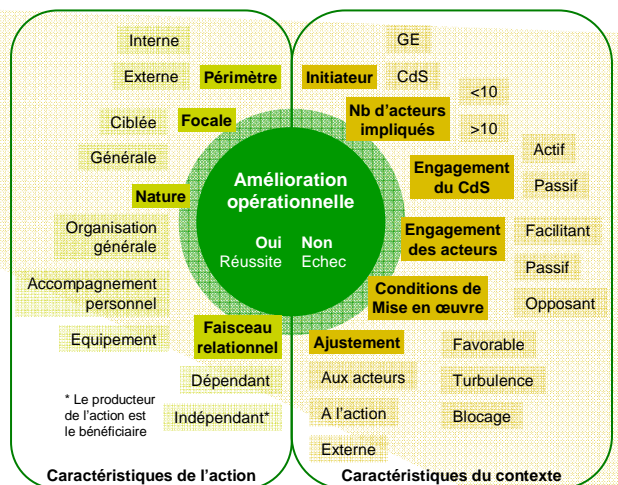 Interne
Externe
Périmètre
Ciblée
Focale
Générale
Nature
Organisation
générale
Accompagnement
personnel
Equipement
Faisceau
relationnel
Dépendant
Indépendant*
* Le producteur
de l'action est
le bénéficiaire
Caractéristiques de l'action
Amélioration
opérationnelle
Oui Non
Réussite Echec
Initiateur
GE
CdS
Nb d'acteurs
impliqués
<10
>10
Engagement
du CdS
Actif
Passif
Engagement
des acteurs
Facilitant
Passif
Opposant
Conditions de
Mise en œuvre
Favorable
Turbulence
Blocage
Ajustement
Aux acteurs
A l'action
Externe
Caractéristiques du contexte